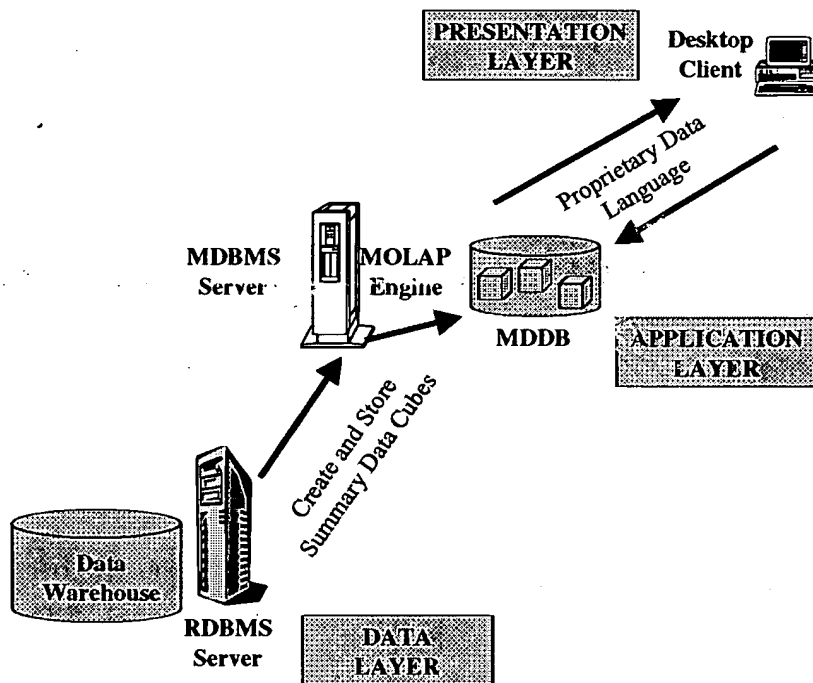 PRESENTATION
LAYER
Desktop
Client
Proprietary Data
Language
MDBMS
Server
MOLAP
Engine
MDDB
APPLICATION
LAYER
Create and Store
Summary Data Cubes
Data
Warehouse
RDBMS
Server
DATA
LAYER